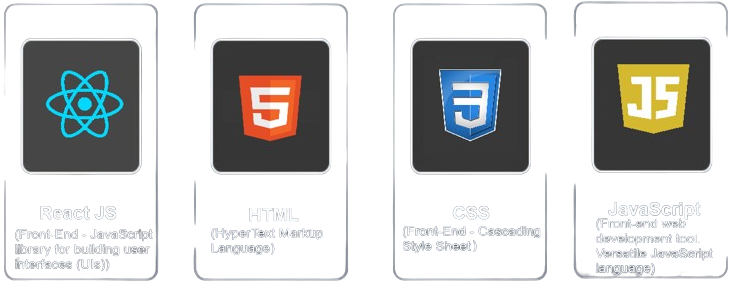 5
3
JS
React JS
(Front-End - JavaScript
library for building user
interfaces (UIs))
HTML
(HyperText Markup
Language)
CSS
(Front-End - Cascading
Style Sheet)
JavaScript
(Front-end web
development tool.
Versatile JavaScript
language)